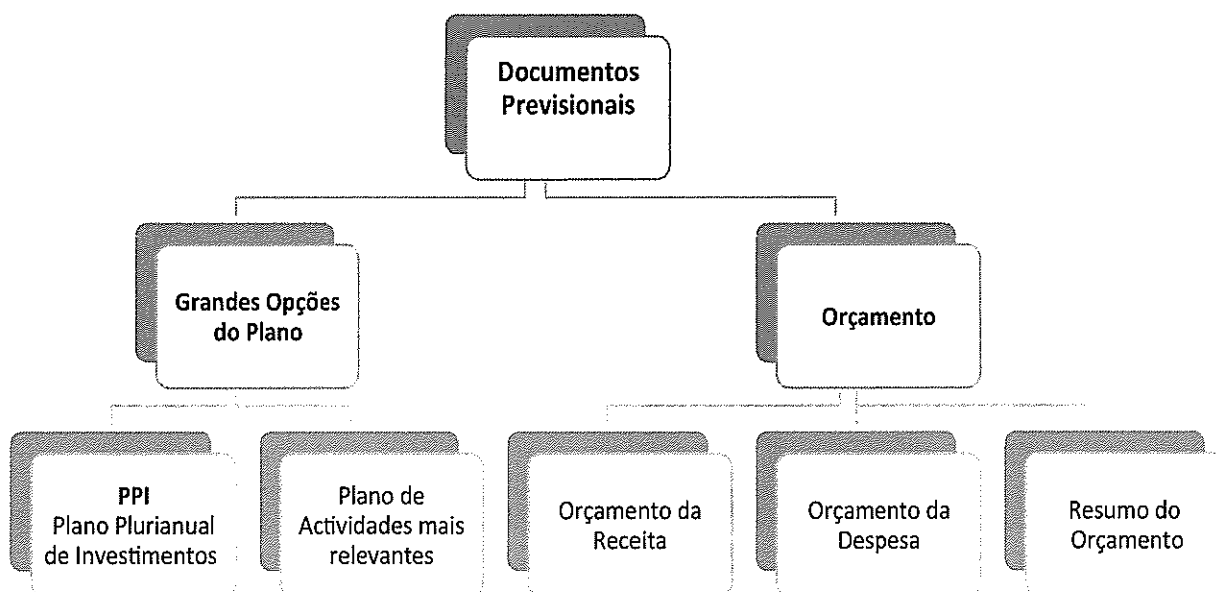 Documentos
Previsionais
Grandes Opções
do Plano
Orçamento
PPI
Plano Plurianual
de Investimentos
Plano de
Actividades mais
relevantes
Orçamento da
Receita
Orçamento da
Despesa
Resumo do
Orçamento